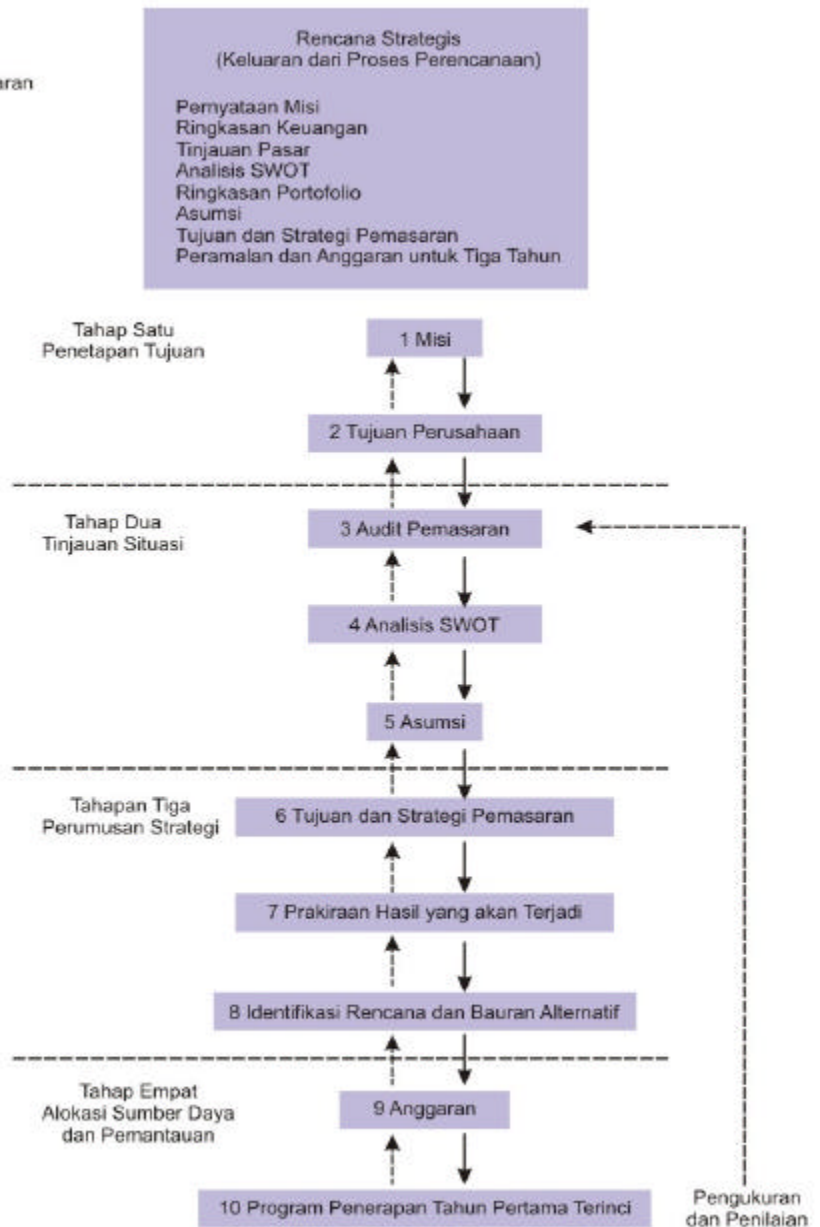 Rencana Strategis
(Keluaran dari Proses Perencanaan)
Pernyataan Misi
Ringkasan Keuangan
Tinjauan Pasar
Analisis SWOT
Ringkasan Portofolio
Asumsi
Tujuan dan Strategi Pemasaran
Peramalan dan Anggaran untuk Tiga Tahun
Tahap Satu
Penetapan Tujuan
1 Misi
2 Tujuan Perusahaan
Tahap Dua
Tinjauan Situasi
3 Audit Pemasaran
4 Analisis SWOT
5 Asumsi
Tahapan Tiga
Perumusan Strategi
6 Tujuan dan Strategi Pemasaran
7 Prakiraan Hasil yang akan Terjadi
8 Identifikasi Rencana dan Bauran Alternatif
Tahap Empat
Alokasi Sumber Daya
dan Pemantauan
9 Anggaran
10 Program Penerapan Tahun Pertama Terinci
Pengukuran
dan Penilaian